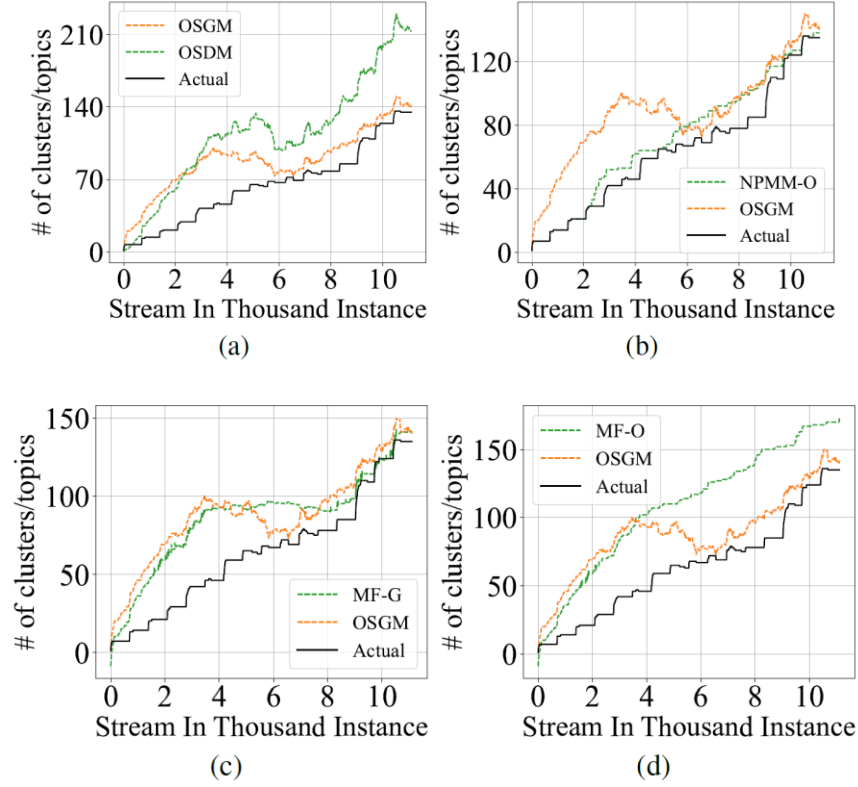 # of clusters/topics
210
140
70
0
OSGM
OSDM
Actual
0 2 4 6 8 10
Stream In Thousand Instance
(a)
# of clusters/topics
120
80
40
0
NPMM-O
OSGM
Actual
0 2 4 6 8 10
Stream In Thousand Instance
(b)
# of clusters/topics
150
100
50
0
MF-G
OSGM
Actual
0 2 4 6 8 10
Stream In Thousand Instance
(c)
# of clusters/topics
150
100
50
0
MF-O
OSGM
Actual
0 2 4 6 8 10
Stream In Thousand Instance
(d)